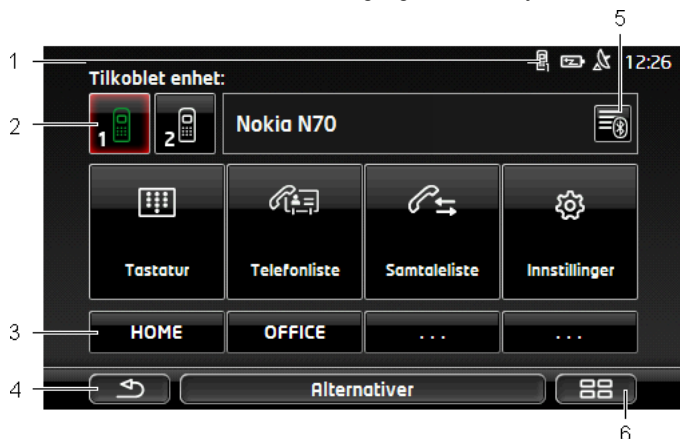 5
1
12:26
Tilkoblet enhet:
2
1
2
Nokia N70
Tastatur
Telefonliste
Samtaleliste
Innstillinger
3
HOME
OFFICE
...
...
4
Alternativer
6